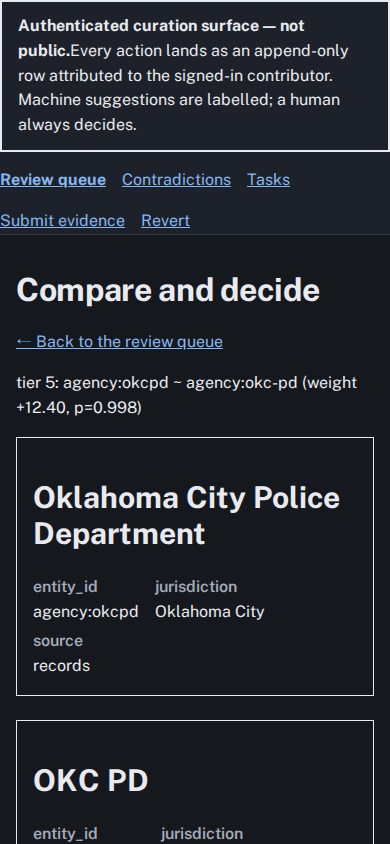 Authenticated curation surface — not
public.Every action lands as an append-only
row attributed to the signed-in contributor.
Machine suggestions are labelled; a human
always decides.
Review queue Contradictions Tasks
Submit evidence Revert
Compare and decide
← Back to the review queue
tier 5: agency:okcpd ~ agency:okc-pd (weight
+12.40, p=0.998)
Oklahoma City Police
Department
entity_id jurisdiction
agency:okcpd Oklahoma City
source
records
OKC PD
entity_id jurisdiction